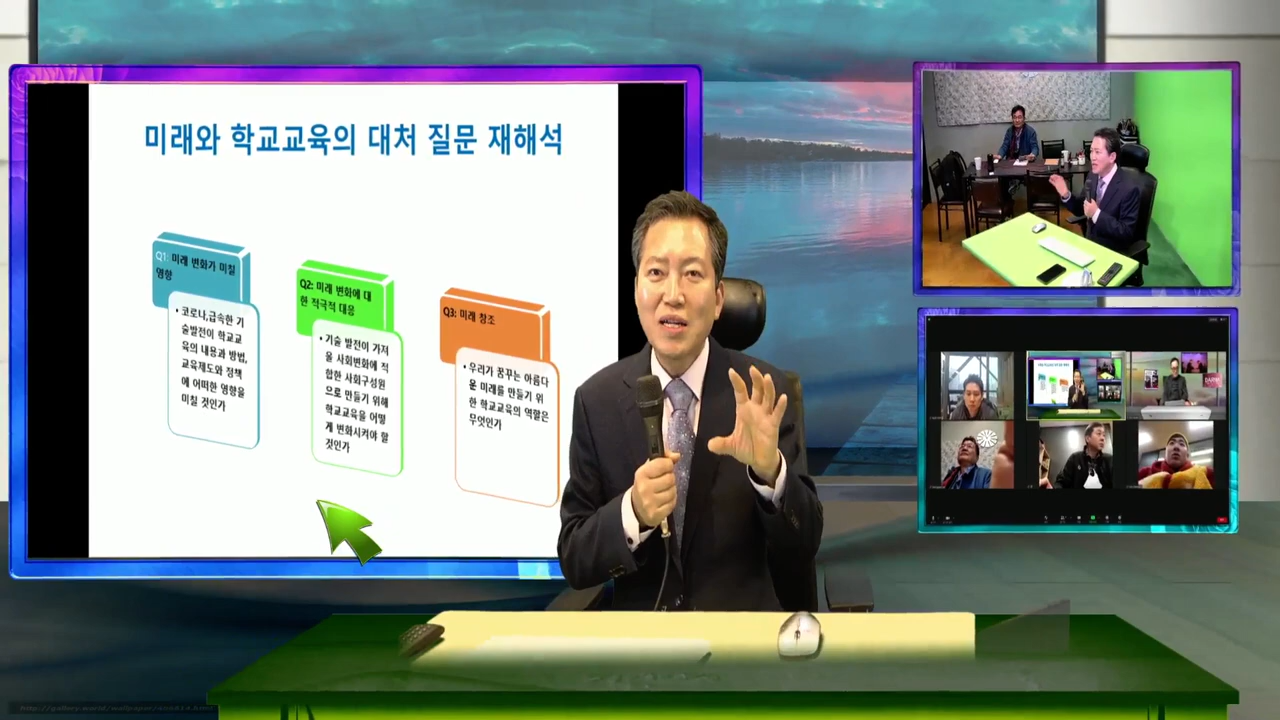 미래와 학교교육의 대처 질문 재해석
Q1: 미래 변화가 미칠
영향
• 코로나,급속한 기
술발전이 학교교
육의 내용과 방법,
교육제도와 정책
에 어떠한 영향을
미칠 것인가
Q2: 미래 변화에 대
한 적극적 대응
• 기술 발전이 가져
올 사회변화에 적
합한 사회구성원
으로 만들기 위해
학교교육을 어떻
게 변화시켜야 할
것인가
Q3: 미래 창조
• 우리가 꿈꾸는 아름다
운 미래를 만들기 위
한 학교교육의 역할은
무엇인가